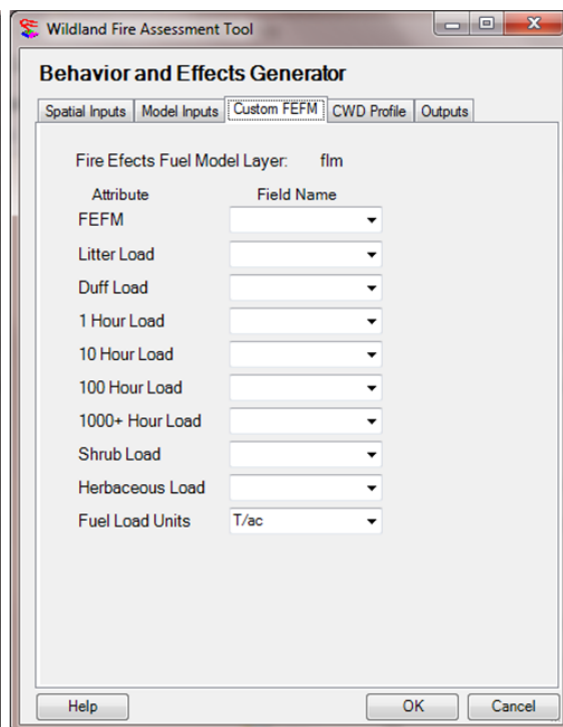 Wildland Fire Assessment Tool
Behavior and Effects Generator
Spatial Inputs Model Inputs Custom FEFM CWD Profile Outputs
Fire Efects Fuel Model Layer: flm
Attribute Field Name
FEFM
Litter Load
Duff Load
1 Hour Load
10 Hour Load
100 Hour Load
1000+ Hour Load
Shrub Load
Herbaceous Load
Fuel Load Units T/ac
Help OK Cancel